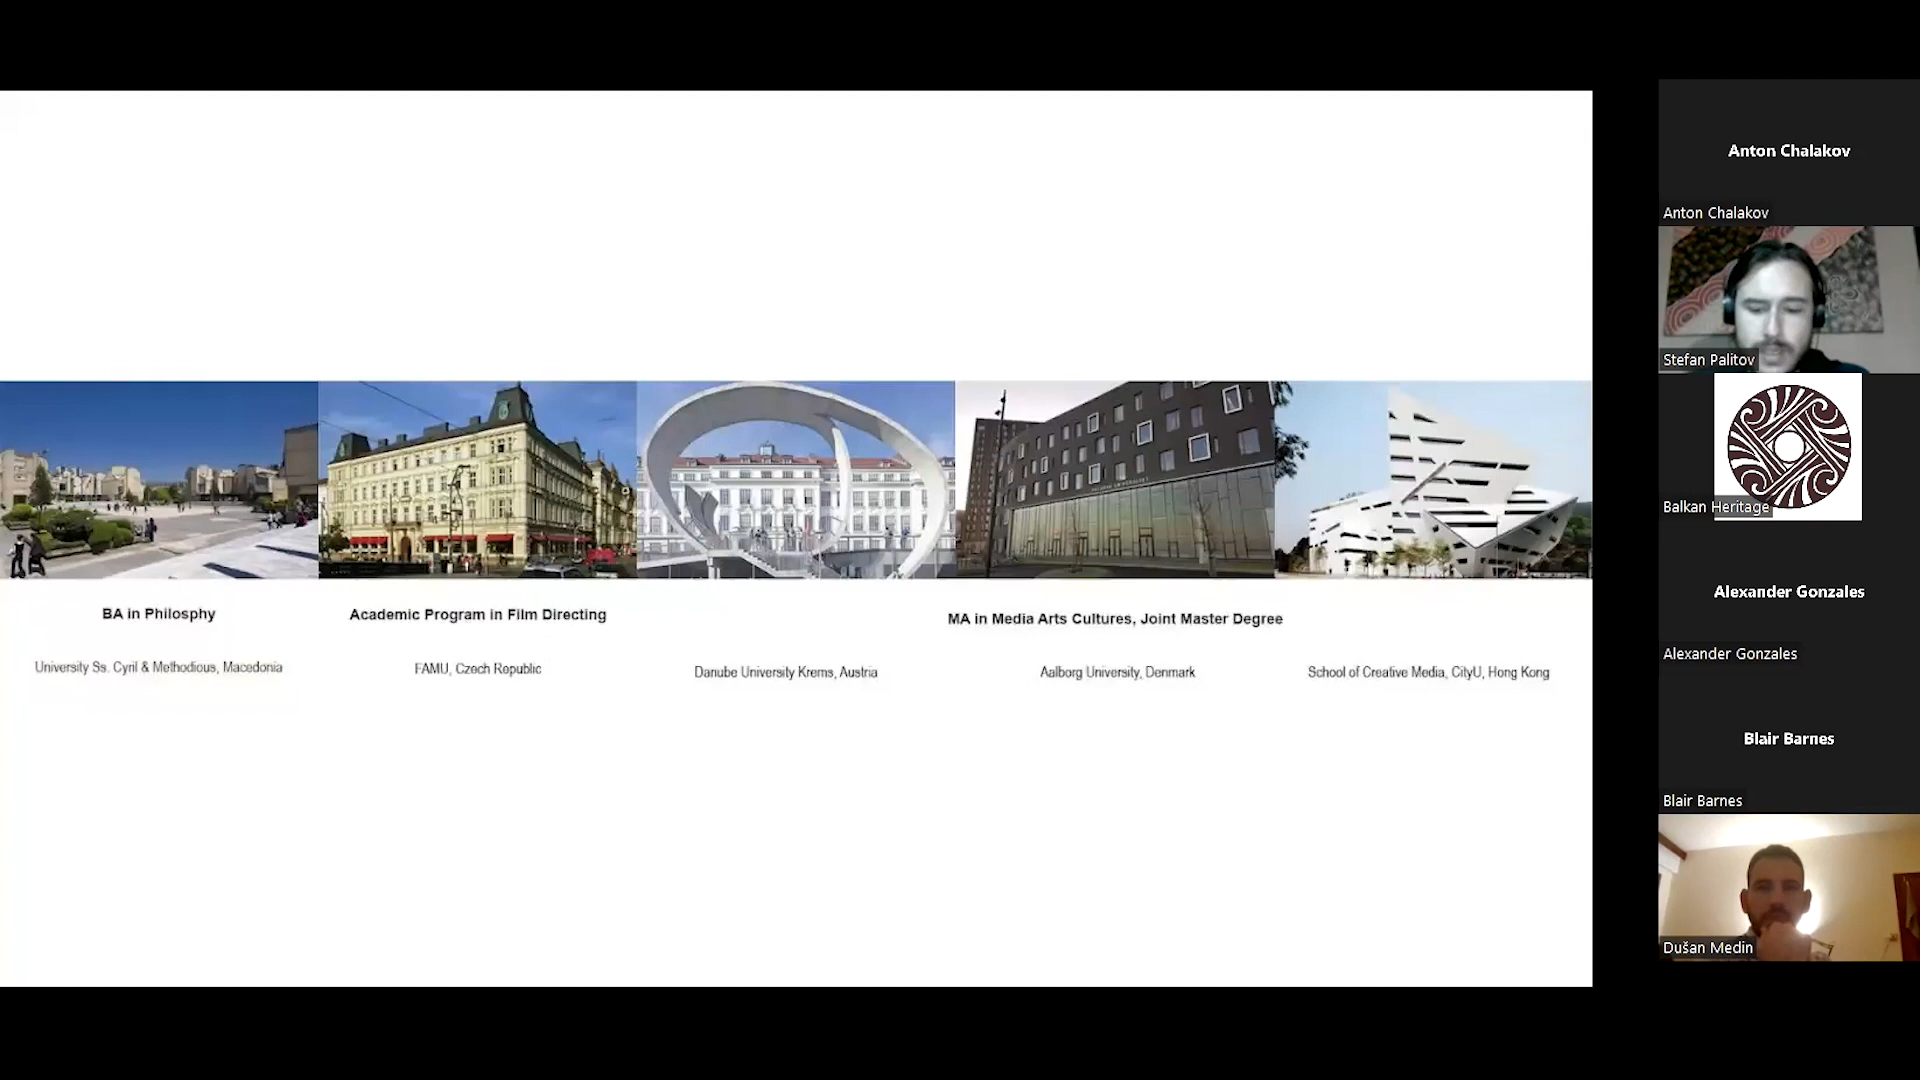 BA in Philosphy
Academic Program in Film Directing
MA in Media Arts Cultures, Joint Master Degree
University Ss. Cyril & Methodious, Macedonia
FAMU, Czech Republic
Danube University Krems, Austria
Aalborg University, Denmark
School of Creative Media, CityU, Hong Kong
Anton Chalakov
Anton Chalakov
Stefan Palitov
Balkan Heritage
Alexander Gonzales
Alexander Gonzales
Blair Barnes
Blair Barnes
Dušan Medin